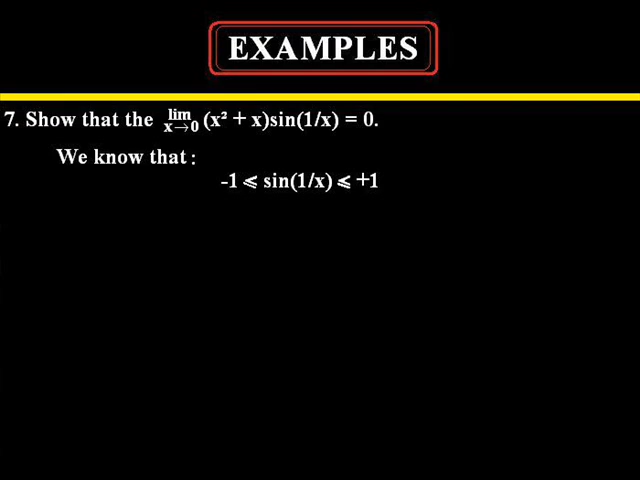 EXAMPLES
7. Show that the lim x→0 (x² + x)sin(1/x) = 0.
We know that :
-1 ⩽ sin(1/x) ⩽ +1